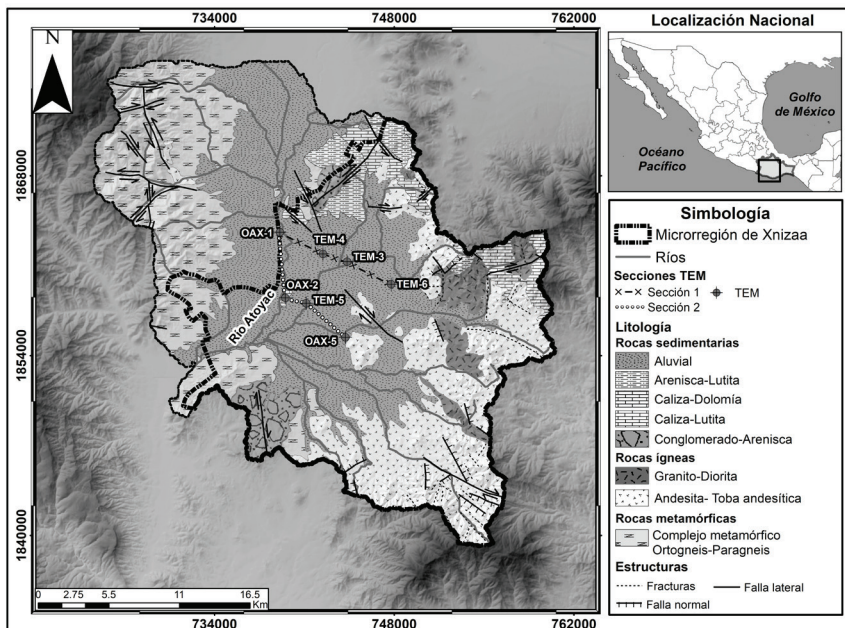 734000 748000 762000
N
1868000
1854000
1840000
1868000
1854000
1840000
OAX-1
TEM-4
TEM-3
TEM-6
OAX-2
TEM-5
OAX-5
Río Atoyac
0 2.75 5.5 11 16.5
Km
734000 748000 762000
Localización Nacional
Golfo
de México
Océano
Pacífico
Simbología
Microrregión de Xnizaa
Ríos
Secciones TEM
Sección 1 TEM
Sección 2
Litología
Rocas sedimentarias
Aluvial
Arenisca-Lutita
Caliza-Dolomía
Caliza-Lutita
Conglomerado-Arenisca
Rocas ígneas
Granito-Diorita
Andesita- Toba andesítica
Rocas metamórficas
Complejo metamórfico
Ortogneis-Paragneis
Estructuras
Fracturas Falla lateral
Falla normal